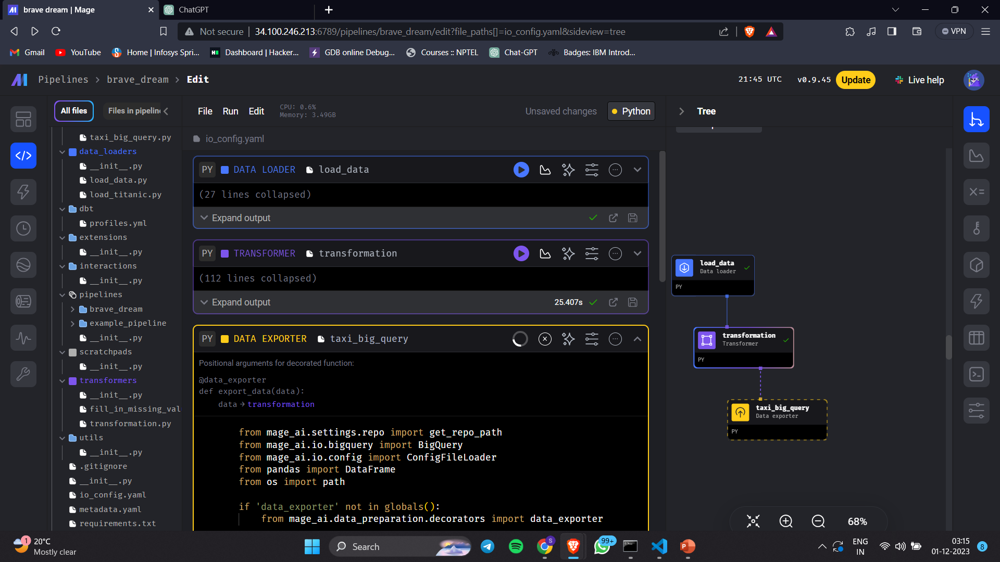 brave dream | Mage
ChatGPT
Not secure
34.100.246.213:6789/pipelines/brave_dream/edit?file_paths[]=io_config.yaml&sideview=tree
VPN
Gmail
YouTube
Home | Infosys Spri...
Dashboard | Hacker...
GDB online Debug...
Courses :: NPTEL
Chat-GPT
Badges: IBM Introd...
Pipelines > brave_dream > Edit
21:45 UTC
v0.9.45
Update
Live help
All files
File Run Edit
CPU: 0.6%
Memory: 3.49GB
Unsaved changes
Python
Tree
io_config.yaml
taxi_big_query.py
data_loaders
__init__.py
load_data.py
load_titanic.py
dbt
profiles.yml
extensions
__init__.py
interactions
__init__.py
pipelines
brave_dream
example_pipeline
__init__.py
scratchpads
__init__.py
transformers
__init__.py
fill_in_missing_val
transformation.py
utils
__init__.py
.gitignore
__init__.py
io_config.yaml
metadata.yaml
requirements.txt
PY DATA LOADER load_data
(27 lines collapsed)
Expand output
PY TRANSFORMER transformation
(112 lines collapsed)
Expand output
25.407s
PY DATA EXPORTER taxi_big_query
Positional arguments for decorated function:
@data_exporter
def export_data(data):
data → transformation
from mage_ai.settings.repo import get_repo_path
from mage_ai.io.bigquery import BigQuery
from mage_ai.io.config import ConfigFileLoader
from pandas import DataFrame
from os import path
if 'data_exporter' not in globals():
from mage_ai.data_preparation.decorators import data_exporter
load_data
Data loader
PY
transformation
Transformer
PY
taxi_big_query
Data exporter
PY
68%
1
20°C
Mostly clear
Search
S
99+
ENG
IN
03:15
01-12-2023
8